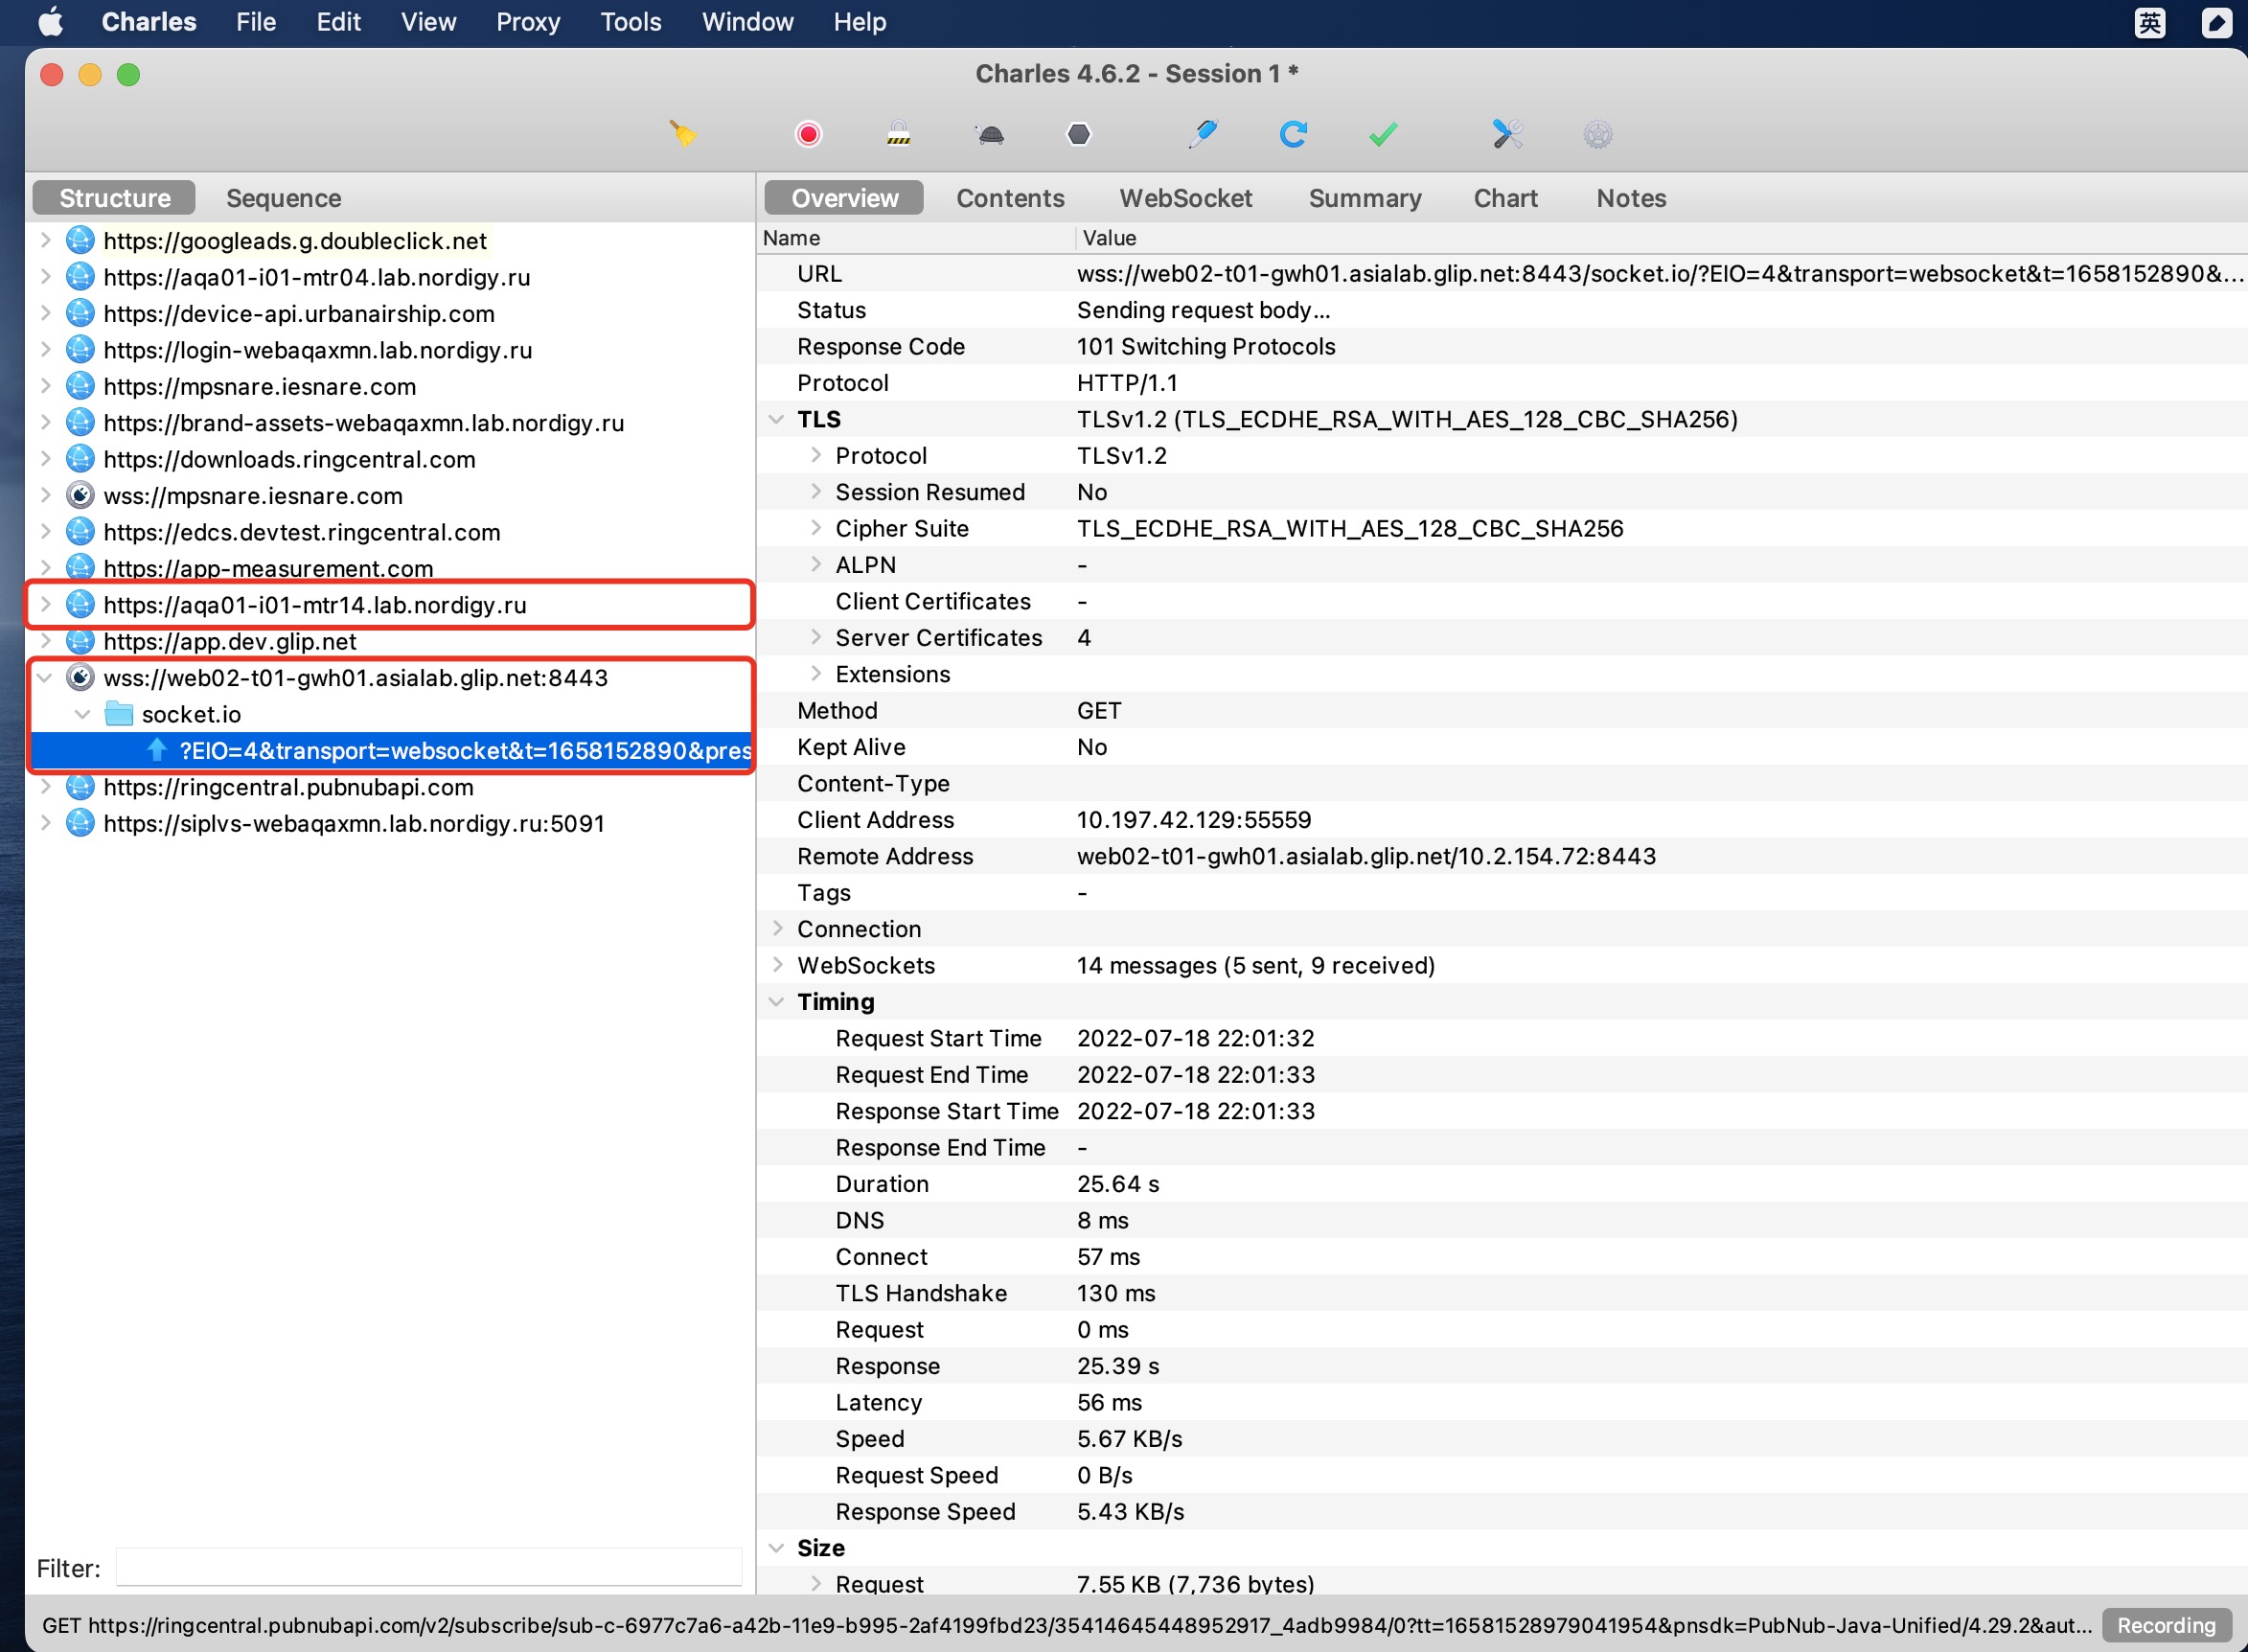 Charles File Edit View Proxy Tools Window Help 英
Charles 4.6.2 - Session 1 *
Structure Sequence
https://googleads.g.doubleclick.net
https://aqa01-i01-mtr04.lab.nordigy.ru
https://device-api.urbanairship.com
https://login-webaqaxmn.lab.nordigy.ru
https://mpsnare.iesnare.com
https://brand-assets-webaqaxmn.lab.nordigy.ru
https://downloads.ringcentral.com
wss://mpsnare.iesnare.com
https://edcs.devtest.ringcentral.com
https://app-measurement.com
https://aqa01-i01-mtr14.lab.nordigy.ru
https://app.dev.glip.net
wss://web02-t01-gwh01.asialab.glip.net:8443
socket.io
?EIO=4&transport=websocket&t=1658152890&pres
https://ringcentral.pubnubapi.com
https://siplvs-webaqaxmn.lab.nordigy.ru:5091
Filter:
Overview Contents WebSocket Summary Chart Notes
Name Value
URL wss://web02-t01-gwh01.asialab.glip.net:8443/socket.io/?EIO=4&transport=websocket&t=1658152890&...
Status Sending request body...
Response Code 101 Switching Protocols
Protocol HTTP/1.1
TLS TLSv1.2 (TLS_ECDHE_RSA_WITH_AES_128_CBC_SHA256)
Protocol TLSv1.2
Session Resumed No
Cipher Suite TLS_ECDHE_RSA_WITH_AES_128_CBC_SHA256
ALPN -
Client Certificates -
Server Certificates 4
Extensions
Method GET
Kept Alive No
Content-Type
Client Address 10.197.42.129:55559
Remote Address web02-t01-gwh01.asialab.glip.net/10.2.154.72:8443
Tags -
Connection
WebSockets 14 messages (5 sent, 9 received)
Timing
Request Start Time 2022-07-18 22:01:32
Request End Time 2022-07-18 22:01:33
Response Start Time 2022-07-18 22:01:33
Response End Time -
Duration 25.64 s
DNS 8 ms
Connect 57 ms
TLS Handshake 130 ms
Request 0 ms
Response 25.39 s
Latency 56 ms
Speed 5.67 KB/s
Request Speed 0 B/s
Response Speed 5.43 KB/s
Size
Request 7.55 KB (7,736 bytes)
GET https://ringcentral.pubnubapi.com/v2/subscribe/sub-c-6977c7a6-a42b-11e9-b995-2af4199fbd23/35414645448952917_4adb9984/0?tt=16581528979041954&pnsdk=PubNub-Java-Unified/4.29.2&aut... Recording